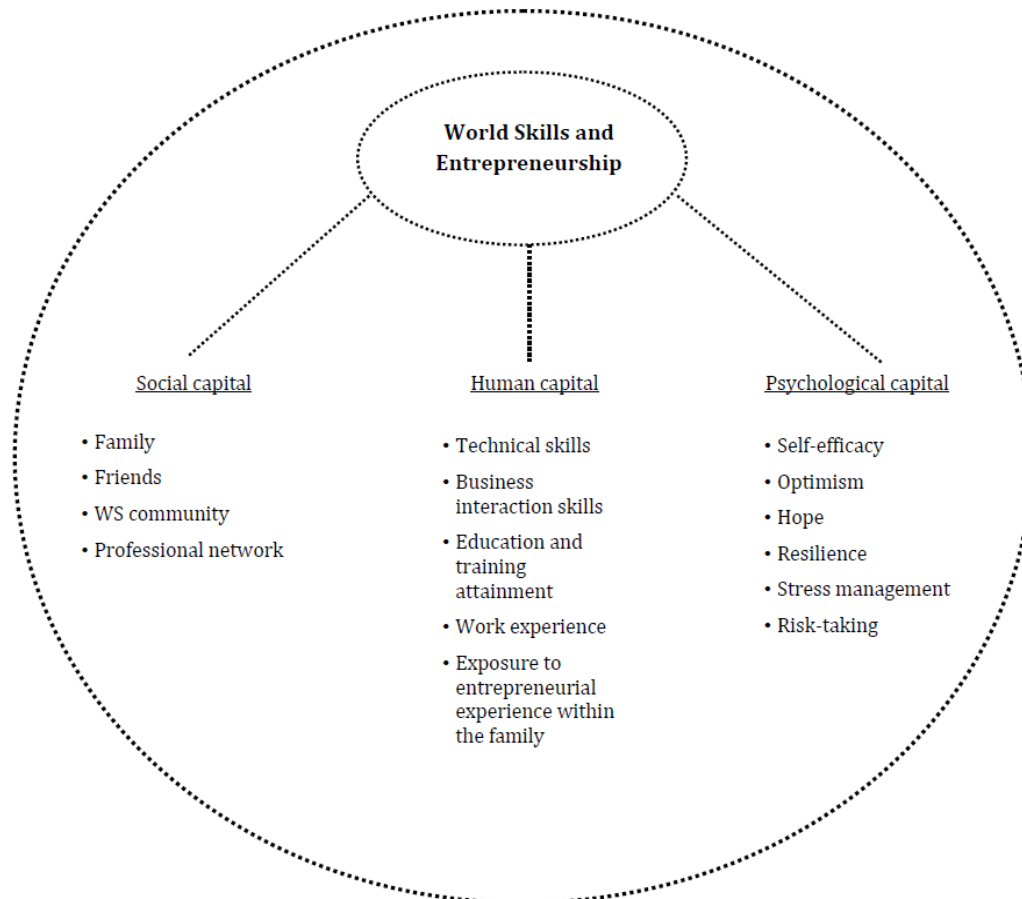 World Skills and
Entrepreneurship
Social capital
• Family
• Friends
• WS community
• Professional network
Human capital
• Technical skills
• Business
interaction skills
• Education and
training
attainment
• Work experience
• Exposure to
entrepreneurial
experience within
the family
Psychological capital
• Self-efficacy
• Optimism
• Hope
• Resilience
• Stress management
• Risk-taking